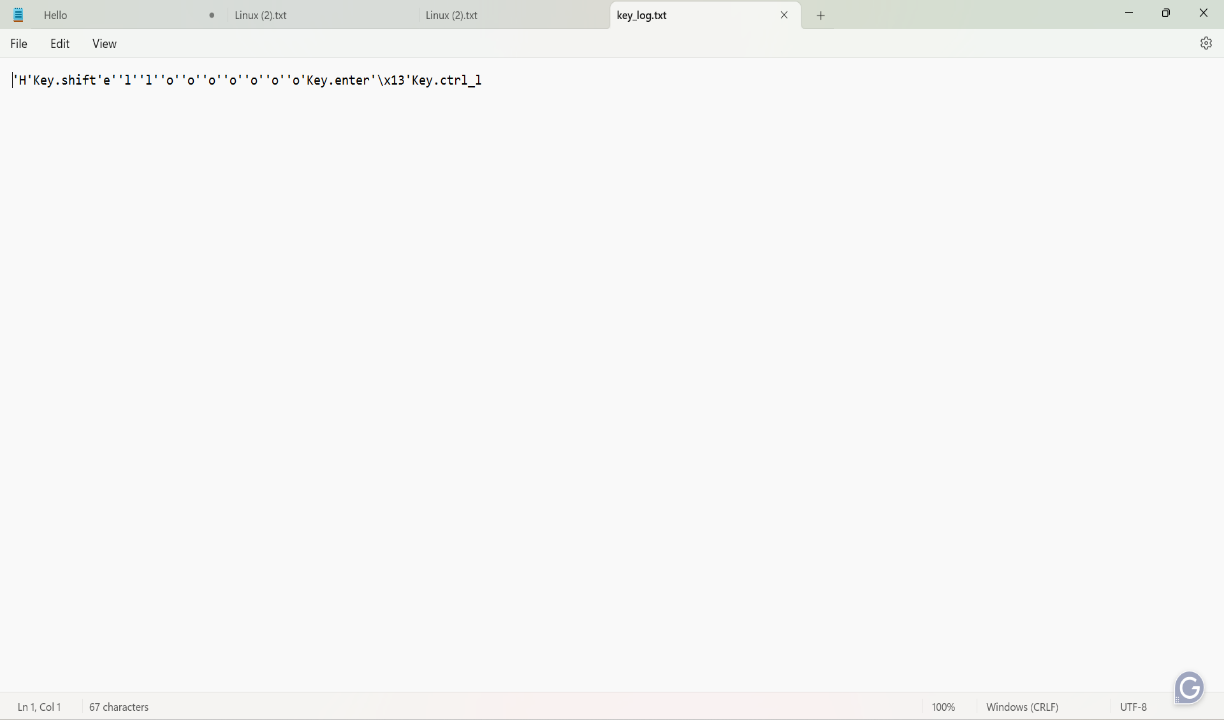 Hello
Linux (2).txt
Linux (2).txt
key_log.txt
File Edit View
'H'Key.shift'e''l''l''o''o''o''o''o''o''o'Key.enter'\x13'Key.ctrl_l
G
Ln 1, Col 1
67 characters
100%
Windows (CRLF)
UTF-8